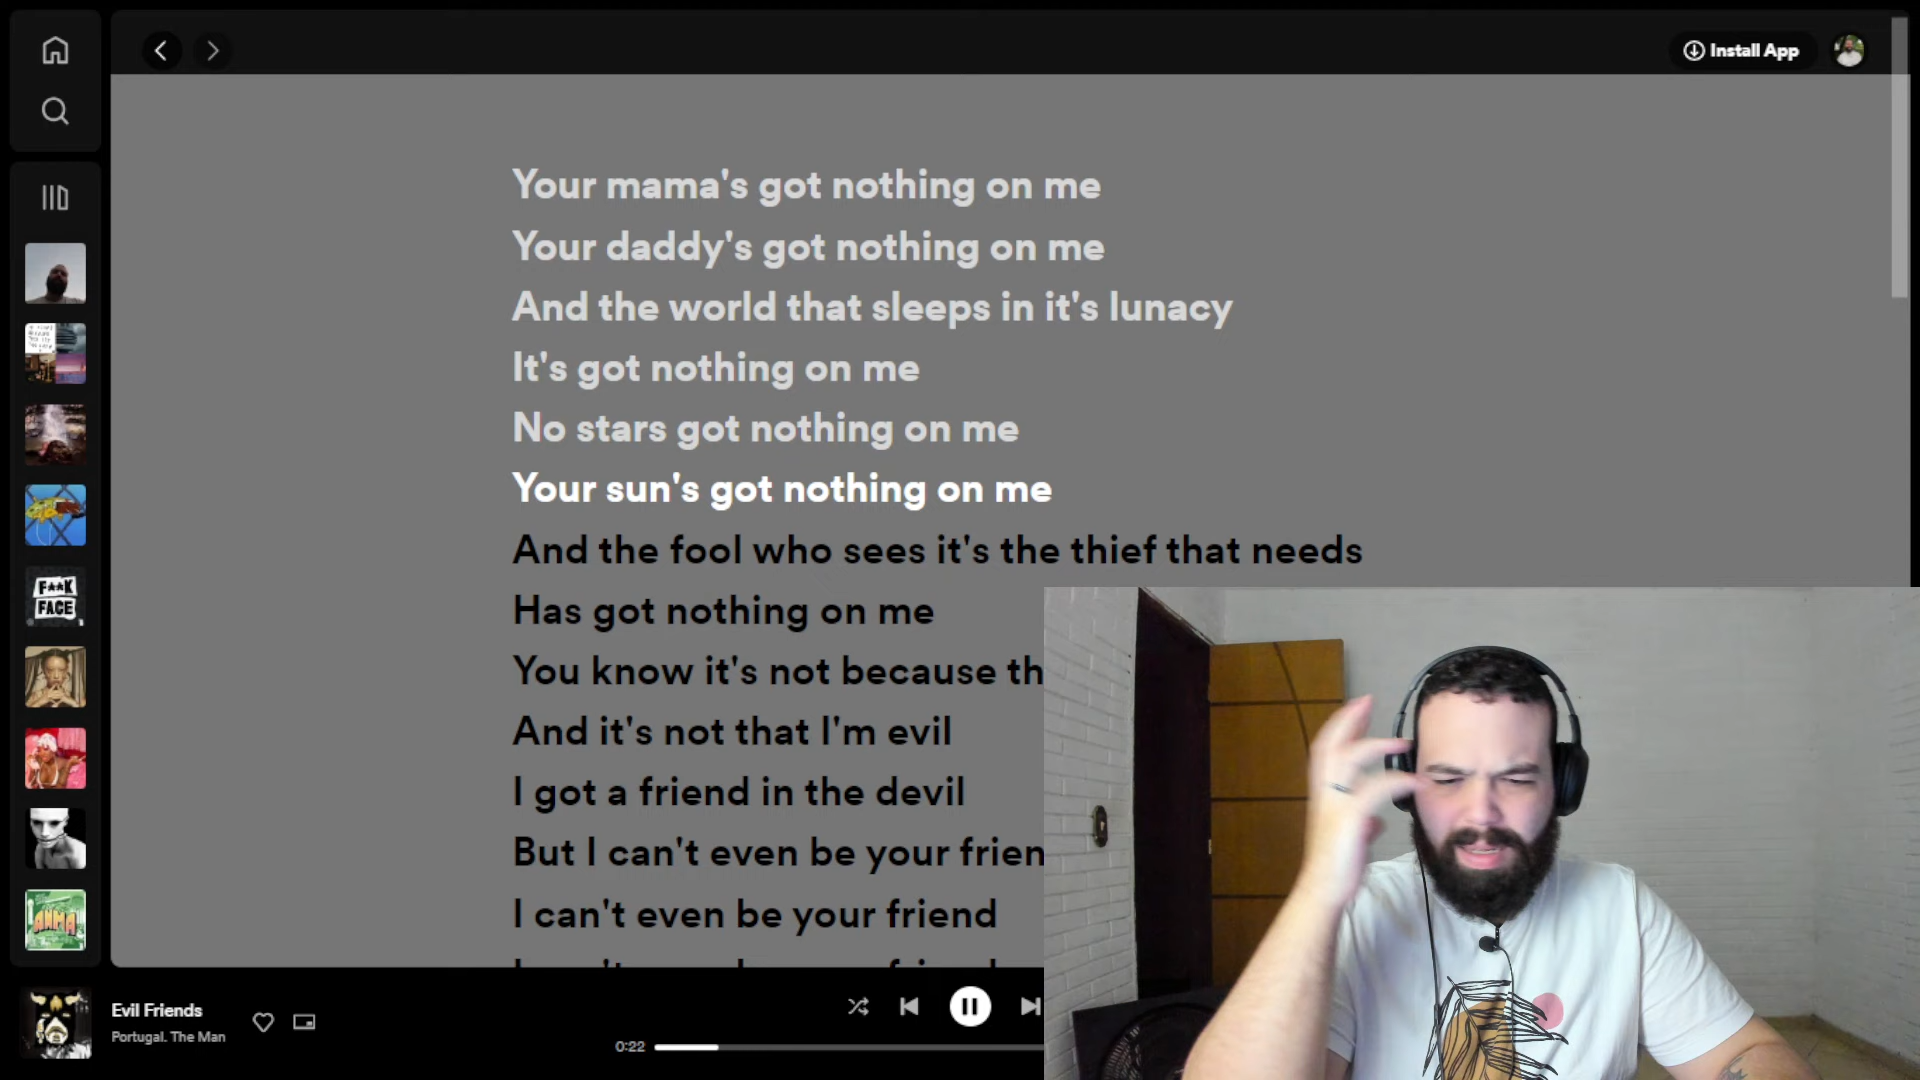 Install App
Your mama's got nothing on me
Your daddy's got nothing on me
And the world that sleeps in it's lunacy
It's got nothing on me
No stars got nothing on me
Your sun's got nothing on me
And the fool who sees it's the thief that needs
Has got nothing on me
You know it's not because th
And it's not that I'm evil
I got a friend in the devil
But I can't even be your frien
I can't even be your friend
F**K
FACE
Evil Friends
Portugal. The Man
0:22